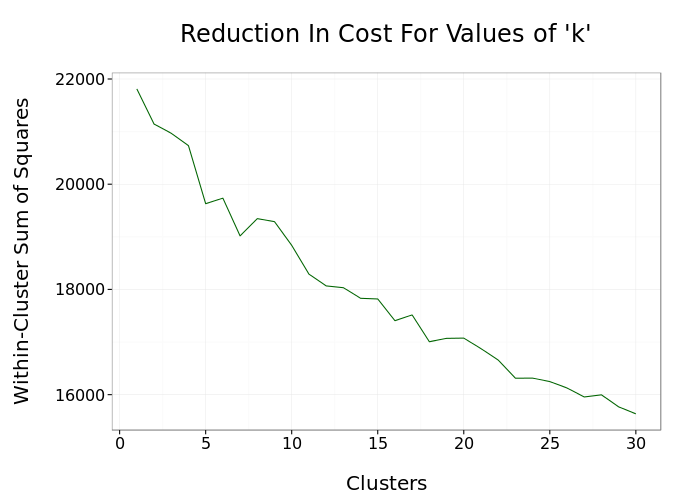 Reduction In Cost For Values of 'k'
Within-Cluster Sum of Squares
22000
20000
18000
16000
0 5 10 15 20 25 30
Clusters